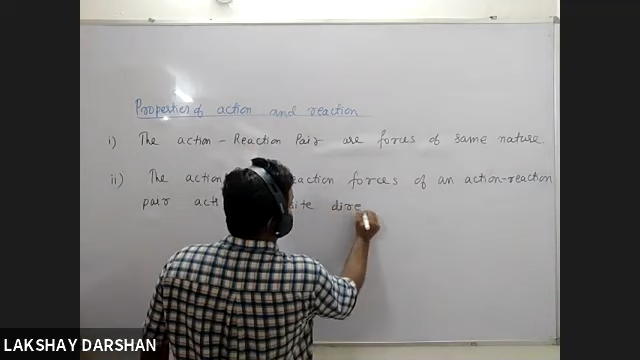 Properties of action and reaction
i) The action - Reaction Pair are forces of same nature.
ii) The action eaction forces of an action-reaction
pair act site dire
LAKSHAY DARSHAN